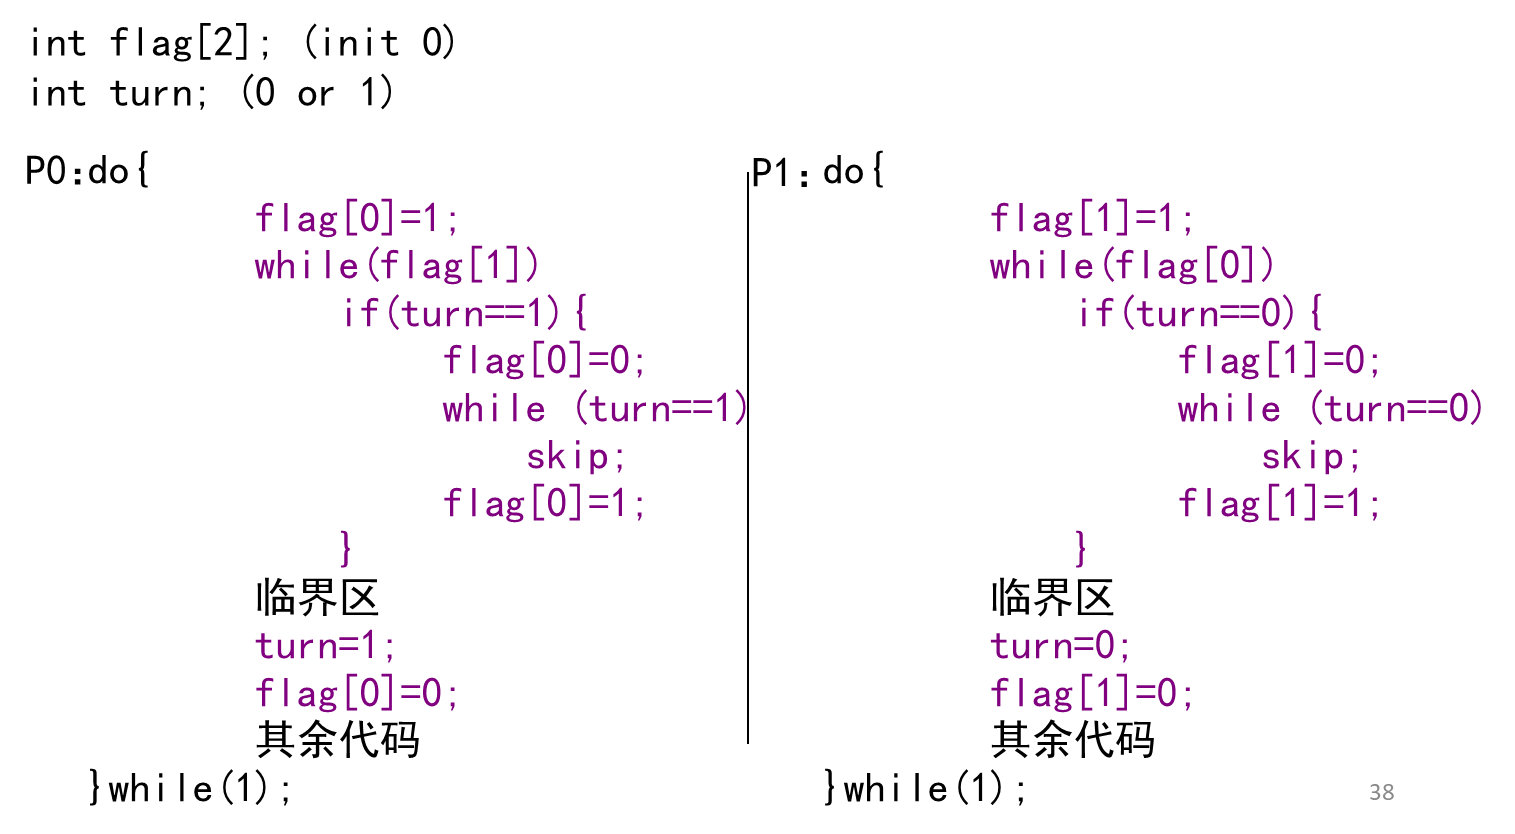 int flag[2]; (init 0)
int turn; (0 or 1)
P0:do{
flag[0]=1;
while(flag[1])
if(turn==1){
flag[0]=0;
while (turn==1)
skip;
flag[0]=1;
}
临界区
turn=1;
flag[0]=0;
其余代码
}while(1);
P1: do{
flag[1]=1;
while(flag[0])
if(turn==0){
flag[1]=0;
while (turn==0)
skip;
flag[1]=1;
}
临界区
turn=0;
flag[1]=0;
其余代码
}while(1);
38